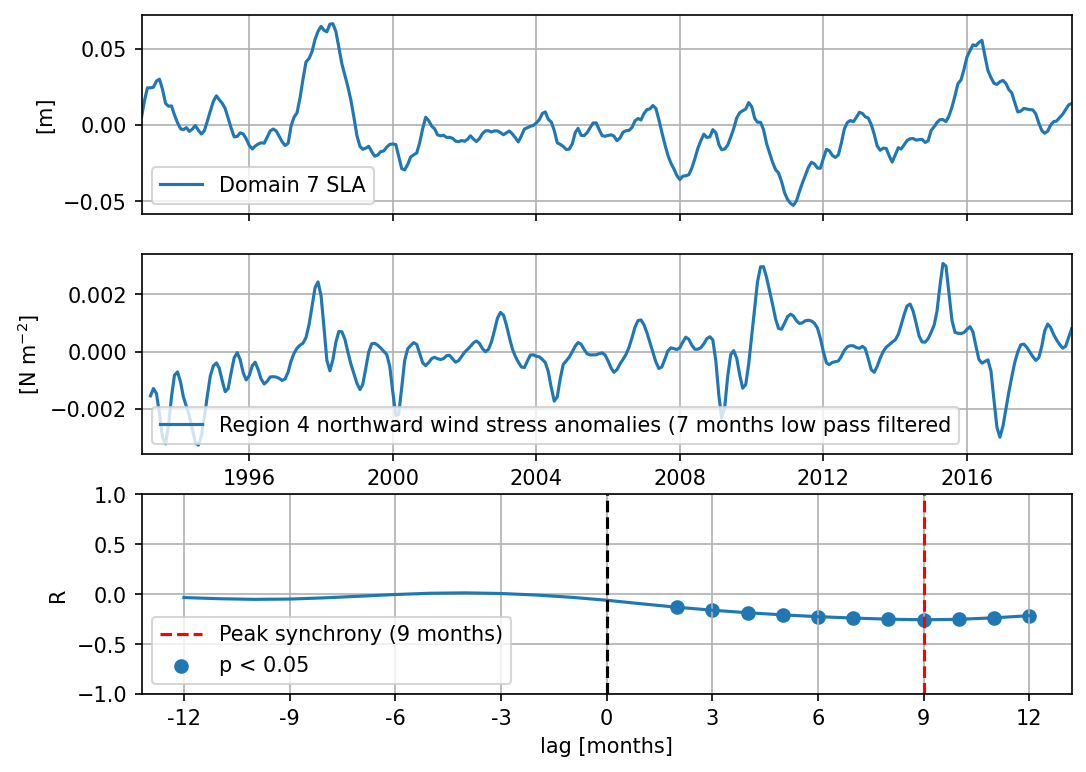 0.05
0.00
−0.05
[m]
Domain 7 SLA
0.002
0.000
−0.002
[N m⁻²]
Region 4 northward wind stress anomalies (7 months low pass filtered
1996 2000 2004 2008 2012 2016
1.0
0.5
0.0
−0.5
−1.0
R
Peak synchrony (9 months)
p < 0.05
-12 -9 -6 -3 0 3 6 9 12
lag [months]